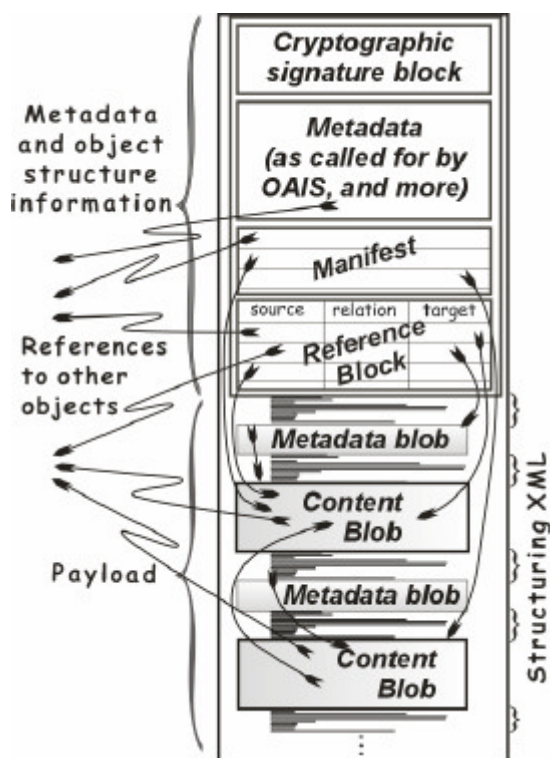 Cryptographic
signature block
Metadata
and object
structure
information
Metadata
(as called for by
OAIS, and more)
Manifest
source relation target
Reference
Block
References
to other
objects
Metadata blob
Content
Blob
Payload
Metadata blob
Content
Blob
Structuring XML